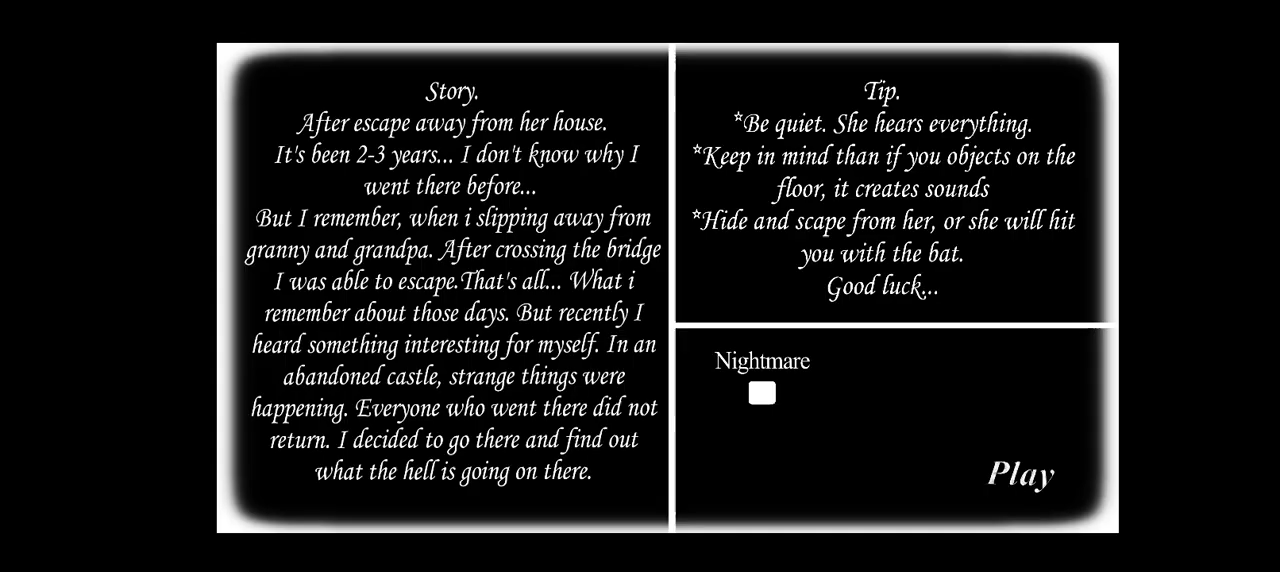 Story.
After escape away from her house.
It's been 2-3 years... I don't know why I
went there before...
But I remember, when i slipping away from
granny and grandpa. After crossing the bridge
I was able to escape.That's all... What i
remember about those days. But recently I
heard something interesting for myself. In an
abandoned castle, strange things were
happening. Everyone who went there did not
return. I decided to go there and find out
what the hell is going on there.
Tip.
*Be quiet. She hears everything.
*Keep in mind than if you objects on the
floor, it creates sounds
*Hide and scape from her, or she will hit
you with the bat.
Good luck...
Nightmare
Play